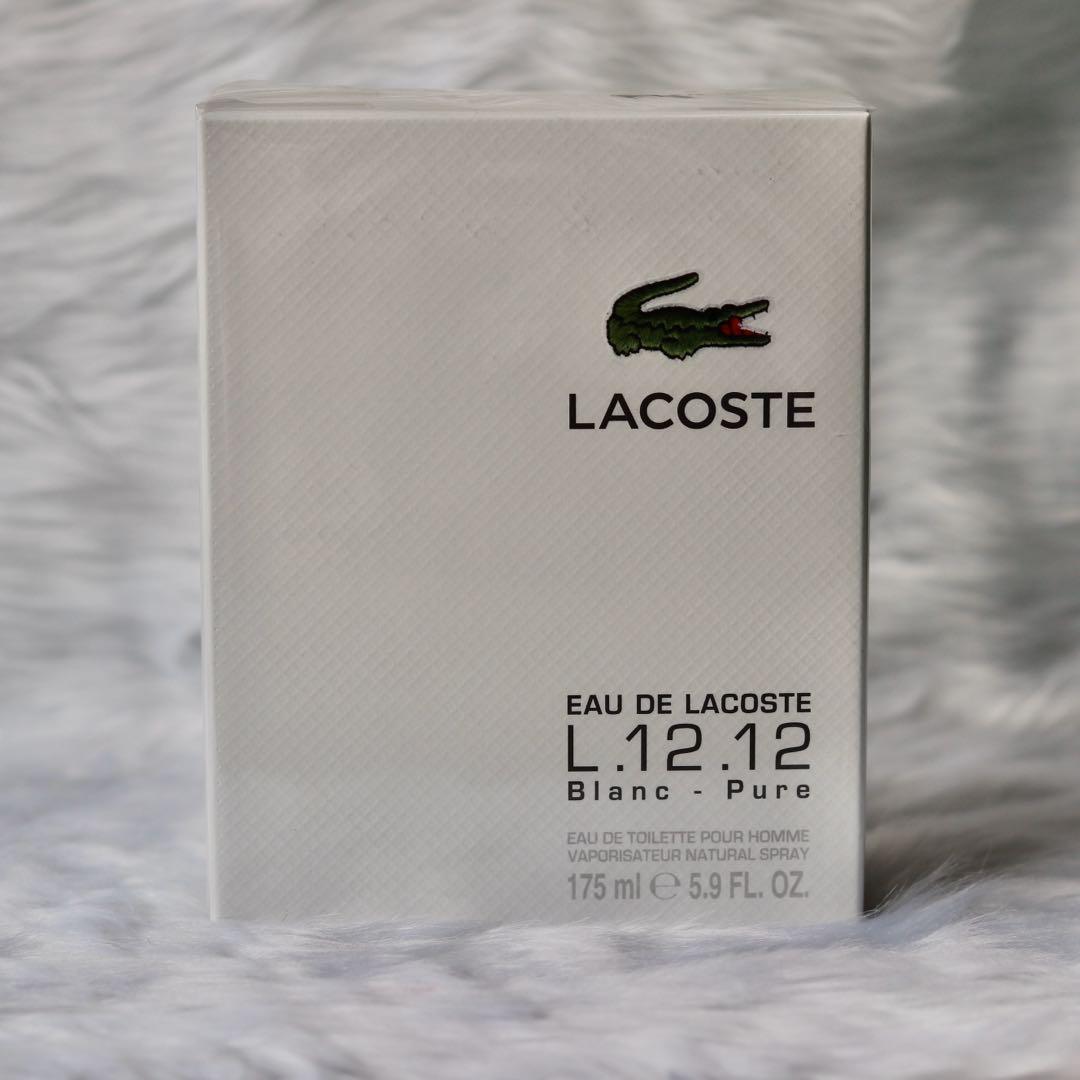 LACOSTE
EAU DE LACOSTE
L.12.12
Blanc - Pure
EAU DE TOILETTE POUR HOMME
VAPORISATEUR NATURAL SPRAY
175 ml ℮ 5.9 FL. OZ.